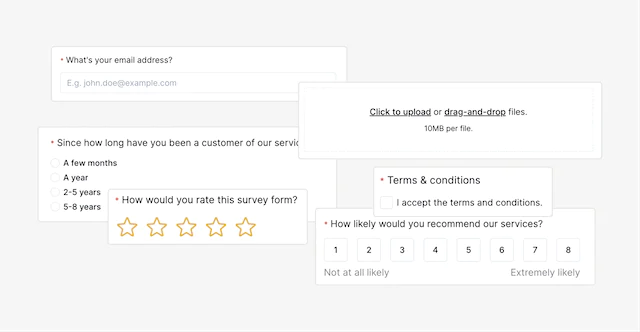 * What's your email address?
E.g. john.doe@example.com
Click to upload or drag-and-drop files.
10MB per file.
* Since how long have you been a customer of our
A few months
A year
2-5 years
5-8 years
* Terms & conditions
I accept the terms and conditions.
* How would you rate this survey form?
* How likely would you recommend our services?
1 2 3 4 5 6 7 8
Not at all likely Extremely likely